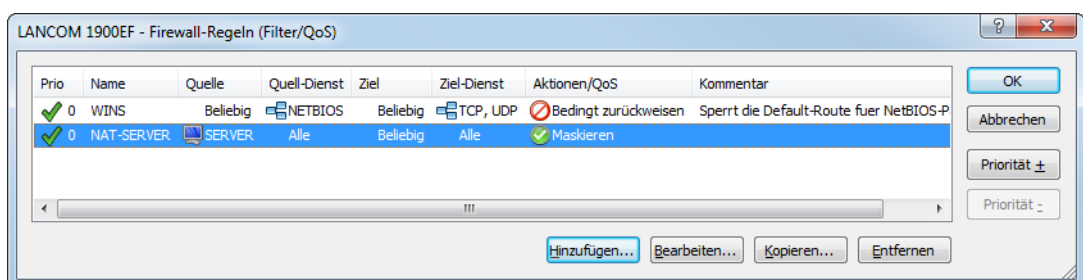 LANCOM 1900EF - Firewall-Regeln (Filter/QoS)
Prio Name Quelle Quell-Dienst Ziel Ziel-Dienst Aktionen/QoS Kommentar
0 WINS Beliebig NETBIOS Beliebig TCP, UDP Bedingt zurückweisen Sperrt die Default-Route fuer NetBIOS-P
0 NAT-SERVER SERVER Alle Beliebig Alle Maskieren
OK
Abbrechen
Priorität +
Priorität -
Hinzufügen... Bearbeiten... Kopieren... Entfernen